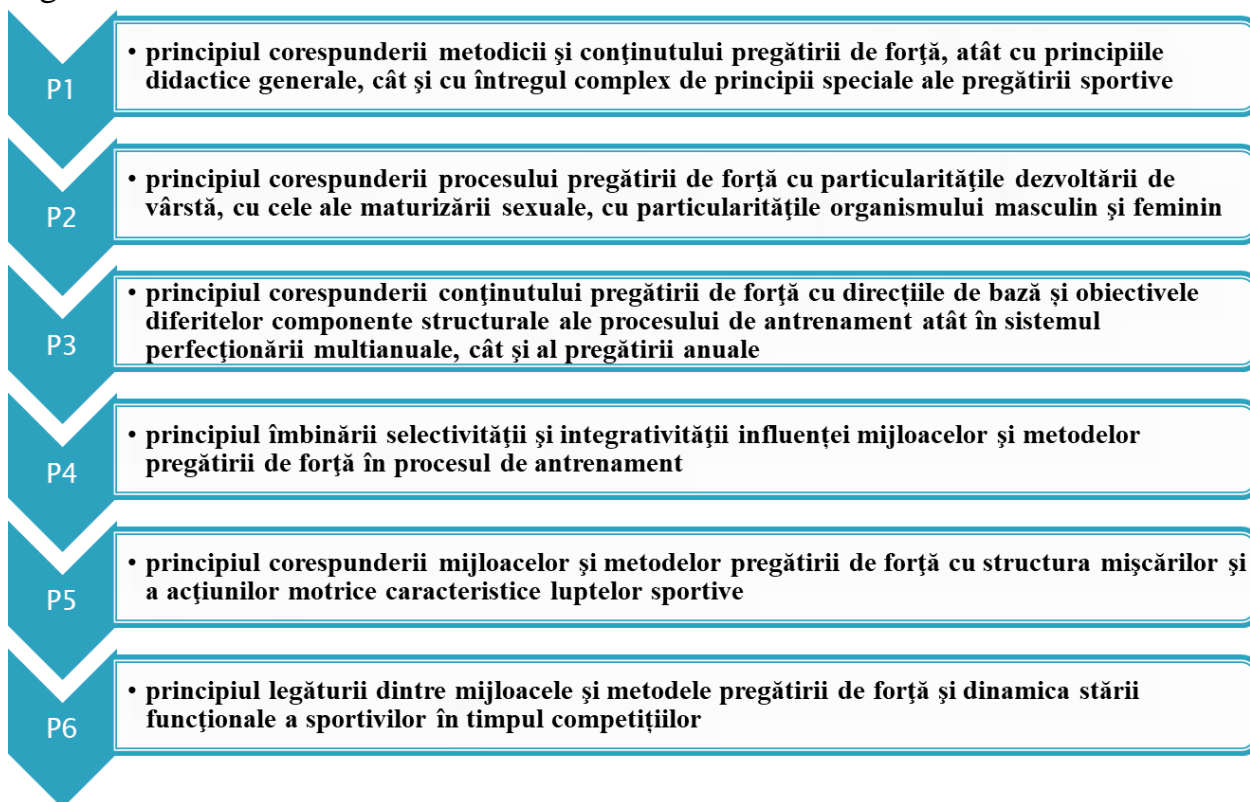 P1
• principiul corespunderii metodicii şi conţinutului pregătirii de forţă, atât cu principiile
didactice generale, cât şi cu întregul complex de principii speciale ale pregătirii sportive
P2
• principiul corespunderii procesului pregătirii de forţă cu particularităţile dezvoltării de
vârstă, cu cele ale maturizării sexuale, cu particularităţile organismului masculin şi feminin
P3
• principiul corespunderii conţinutului pregătirii de forţă cu direcțiile de bază și obiectivele
diferitelor componente structurale ale procesului de antrenament atât în sistemul
perfecţionării multianuale, cât şi al pregătirii anuale
P4
• principiul îmbinării selectivităţii şi integrativităţii influenței mijloacelor şi metodelor
pregătirii de forţă în procesul de antrenament
P5
• principiul corespunderii mijloacelor şi metodelor pregătirii de forţă cu structura mişcărilor şi
a acţiunilor motrice caracteristice luptelor sportive
P6
• principiul legăturii dintre mijloacele şi metodele pregătirii de forţă şi dinamica stării
funcţionale a sportivilor în timpul competițiilor